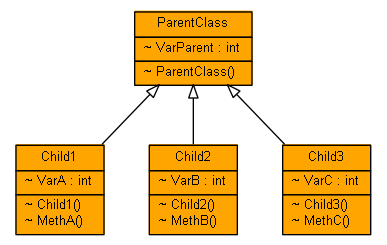 ParentClass
~ VarParent : int
~ ParentClass()
Child1
~ VarA : int
~ Child1()
~ MethA()
Child2
~ VarB : int
~ Child2()
~ MethB()
Child3
~ VarC : int
~ Child3()
~ MethC()